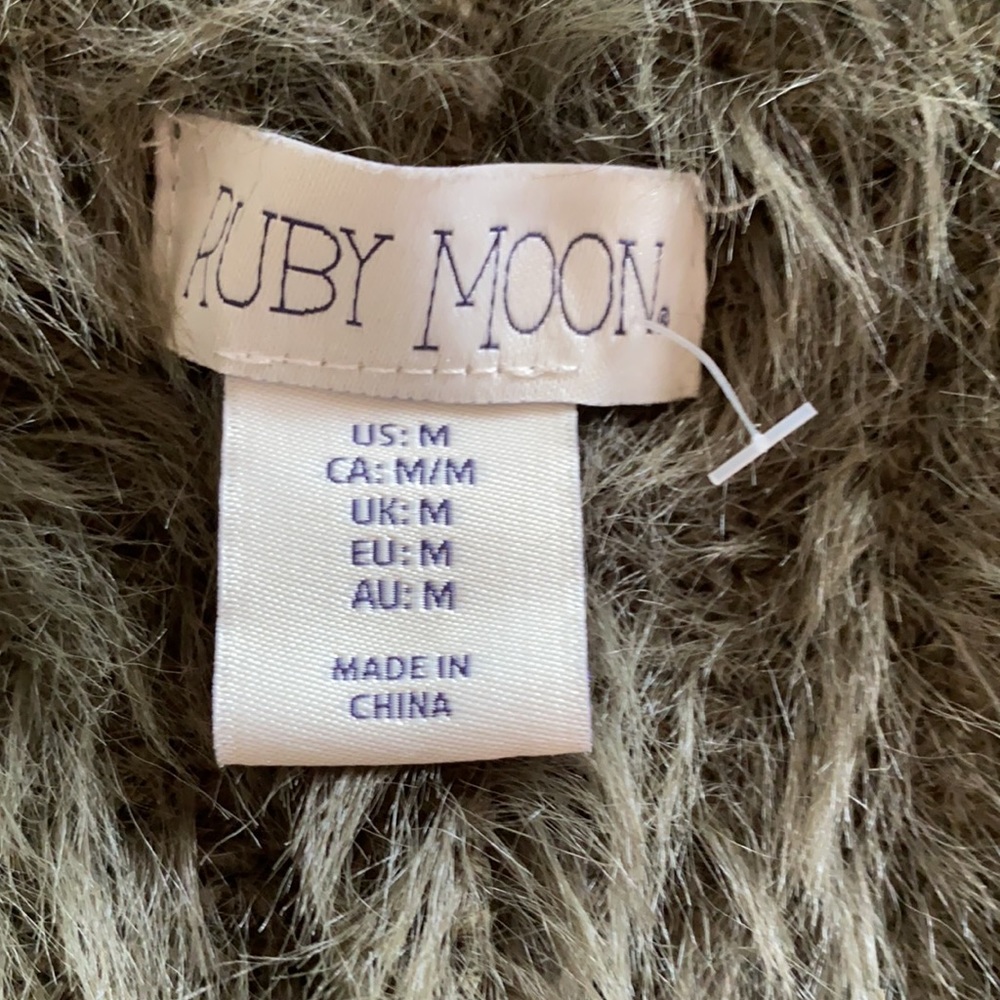 RUBY MOON®
US: M
CA: M/M
UK: M
EU: M
AU: M
MADE IN
CHINA